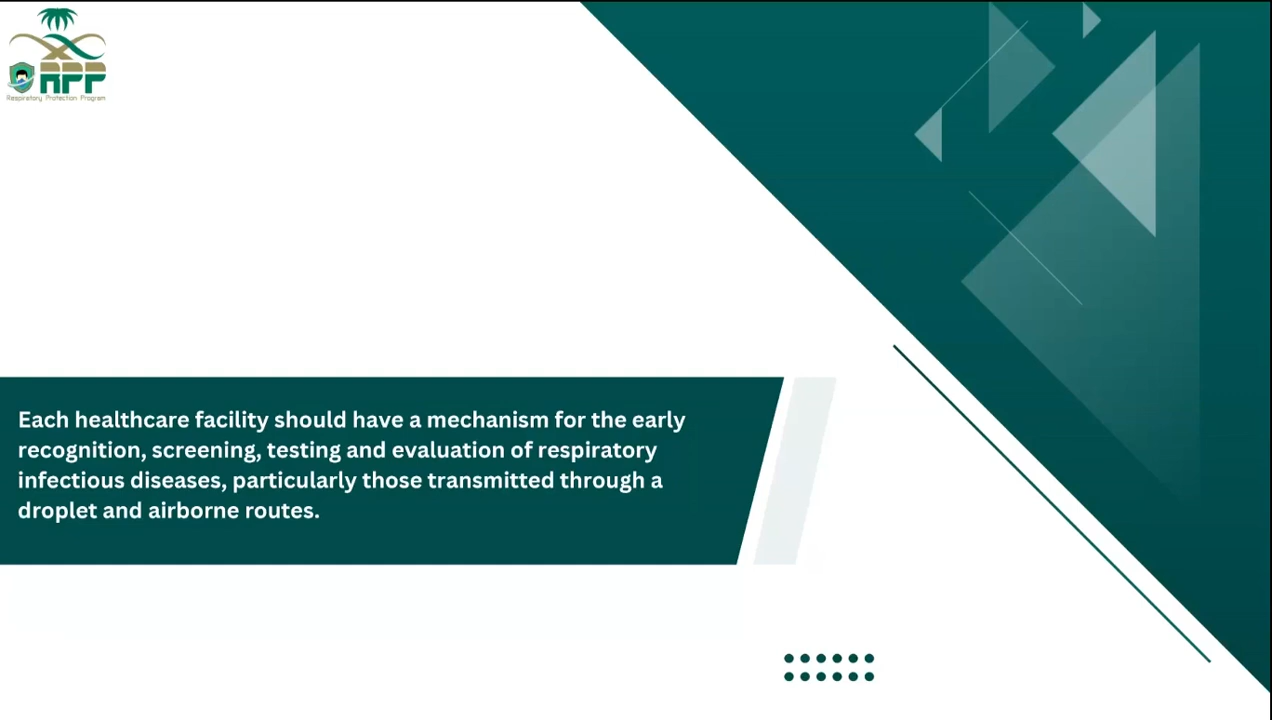 RPP
Respiratory Protection Program
Each healthcare facility should have a mechanism for the early
recognition, screening, testing and evaluation of respiratory
infectious diseases, particularly those transmitted through a
droplet and airborne routes.